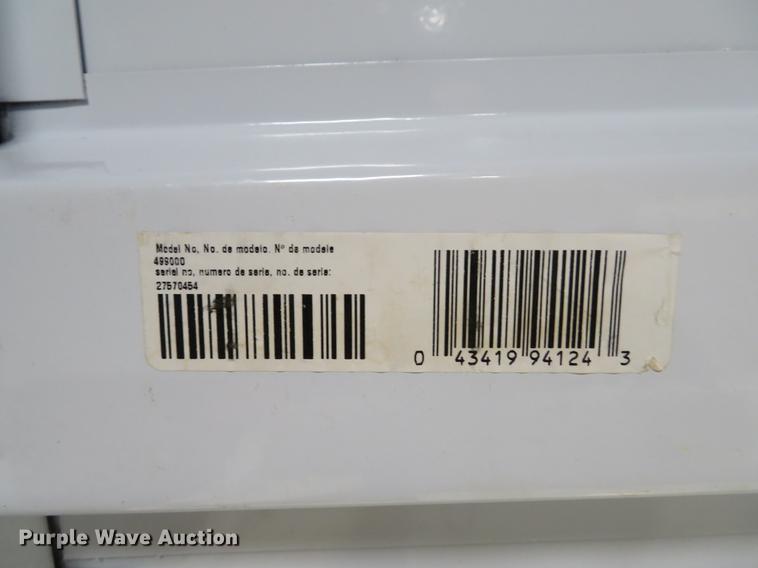 Model No, No. de modelo. N° de modele
499000
serial no, numero de serie, no. de serie:
27570454
0 43419 94124 3
Purple Wave Auction